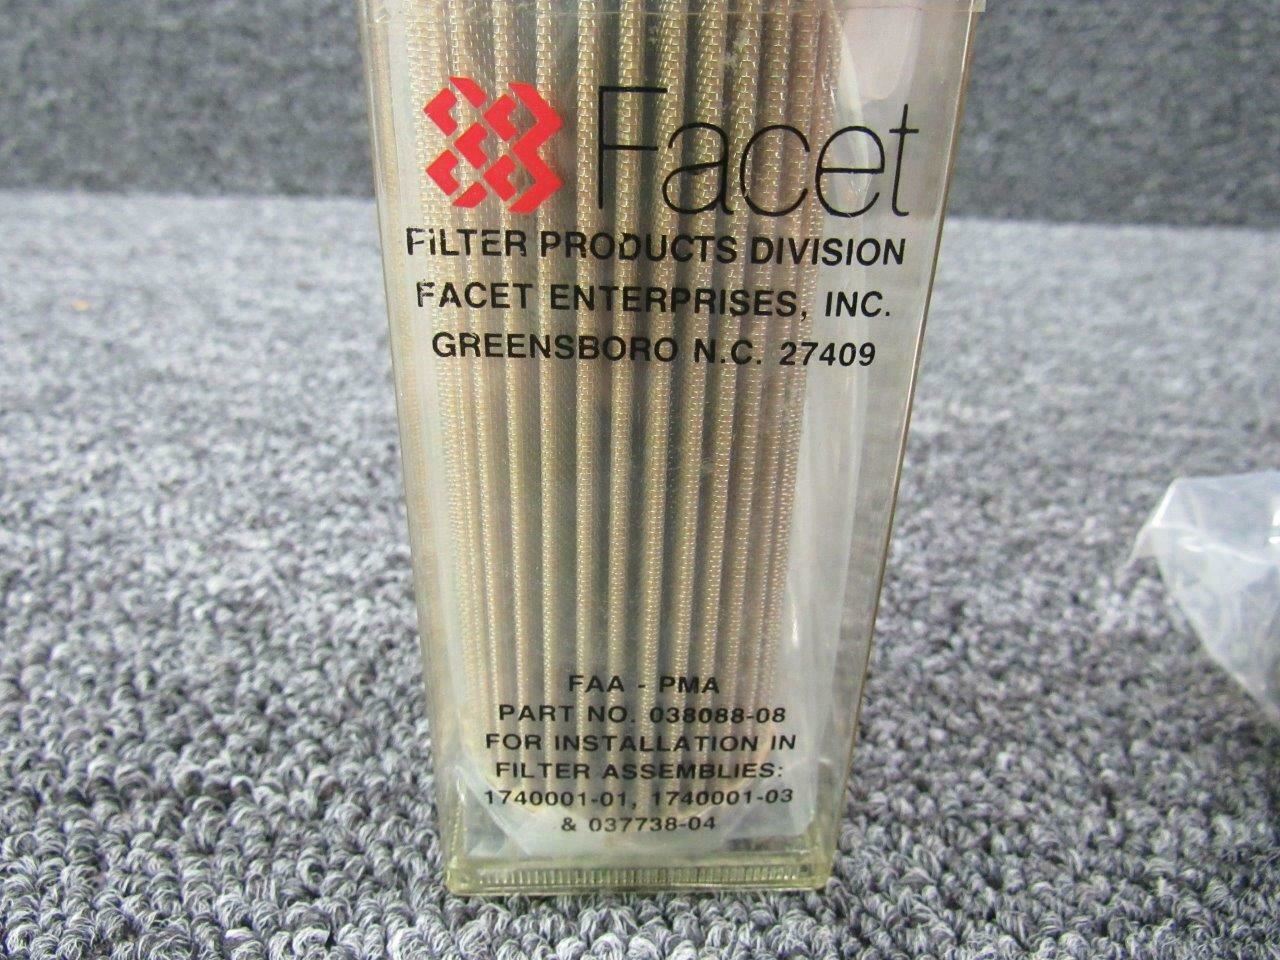 Facet
FILTER PRODUCTS DIVISION
FACET ENTERPRISES, INC.
GREENSBORO N.C. 27409
FAA - PMA
PART NO. 038088-08
FOR INSTALLATION IN
FILTER ASSEMBLIES:
1740001-01, 1740001-03
& 037738-04